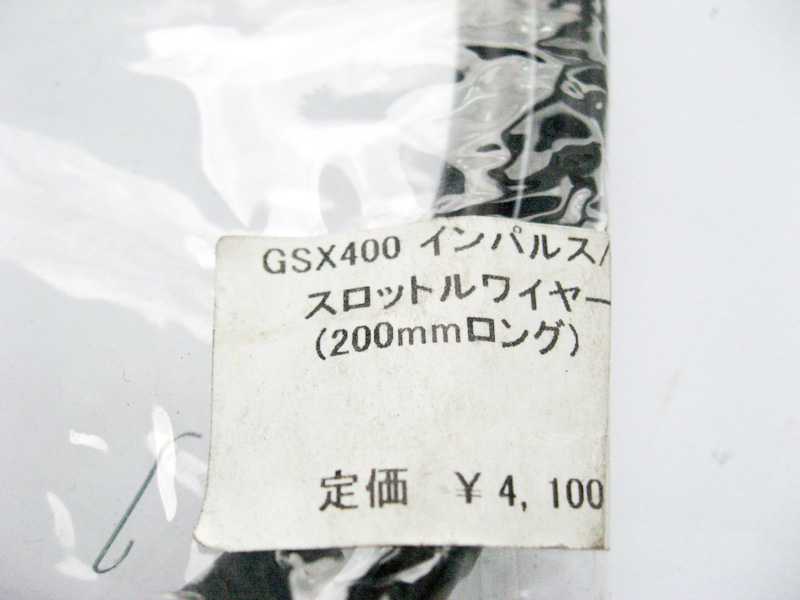 GSX400 インパルス/
スロットルワイヤー
(200mmロング)
定価 ¥4,100